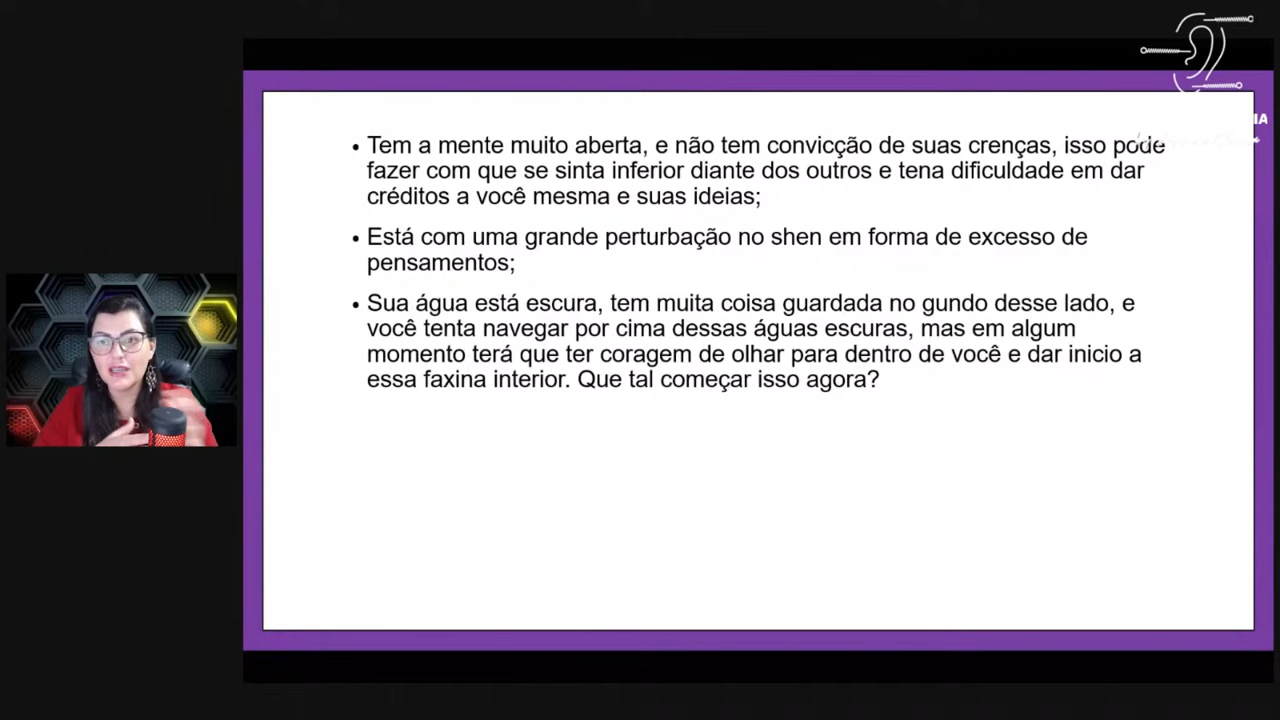 IA
Tem a mente muito aberta, e não tem convicção de suas crenças, isso pode
fazer com que se sinta inferior diante dos outros e tena dificuldade em dar
créditos a você mesma e suas ideias;
Está com uma grande perturbação no shen em forma de excesso de
pensamentos;
Sua água está escura, tem muita coisa guardada no gundo desse lado, e
você tenta navegar por cima dessas águas escuras, mas em algum
momento terá que ter coragem de olhar para dentro de você e dar inicio a
essa faxina interior. Que tal começar isso agora?